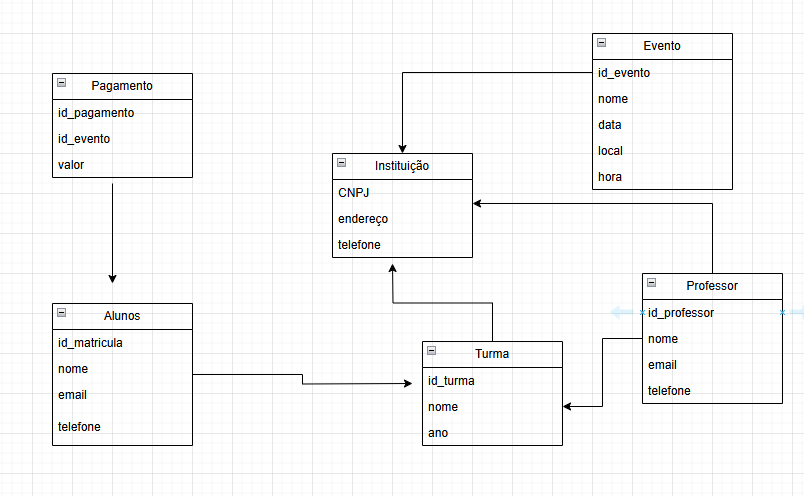 Evento
id_evento
nome
data
local
hora
Pagamento
id_pagamento
id_evento
valor
Instituição
CNPJ
endereço
telefone
Professor
id_professor
nome
email
telefone
Alunos
id_matricula
nome
email
telefone
Turma
id_turma
nome
ano